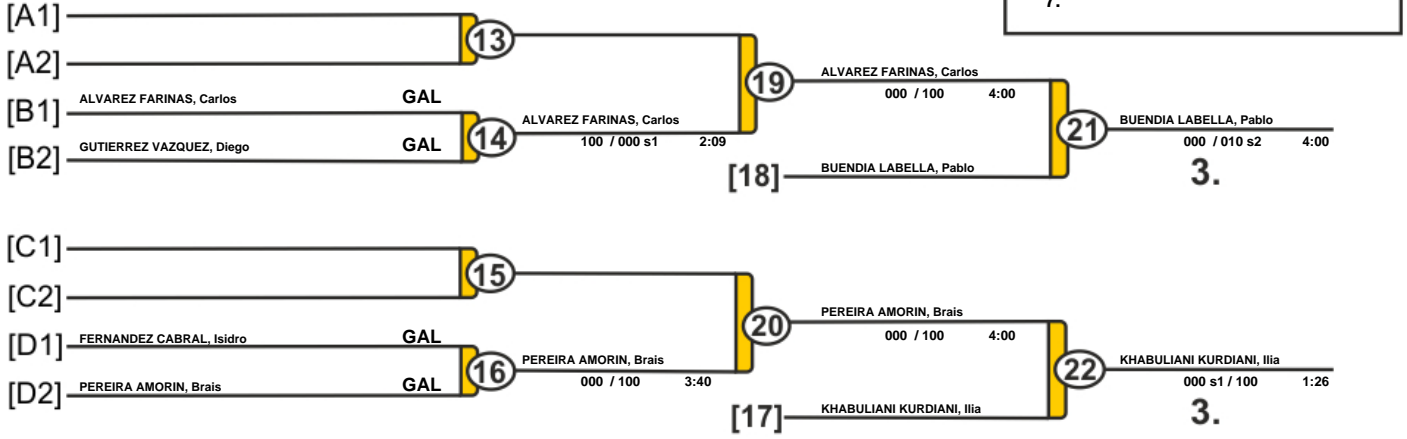 7.
[A1]
13
[A2]
19
ALVAREZ FARINAS, Carlos
000 / 100 4:00
[B1] ALVAREZ FARINAS, Carlos GAL
14
ALVAREZ FARINAS, Carlos
100 / 000 s1 2:09
21
BUENDIA LABELLA, Pablo
000 / 010 s2 4:00
[B2] GUTIERREZ VAZQUEZ, Diego GAL
[18] BUENDIA LABELLA, Pablo
3.
[C1]
15
[C2]
20
PEREIRA AMORIN, Brais
000 / 100 4:00
[D1] FERNANDEZ CABRAL, Isidro GAL
16
PEREIRA AMORIN, Brais
000 / 100 3:40
22
KHABULIANI KURDIANI, Ilia
000 s1 / 100 1:26
[D2] PEREIRA AMORIN, Brais GAL
[17] KHABULIANI KURDIANI, Ilia
3.